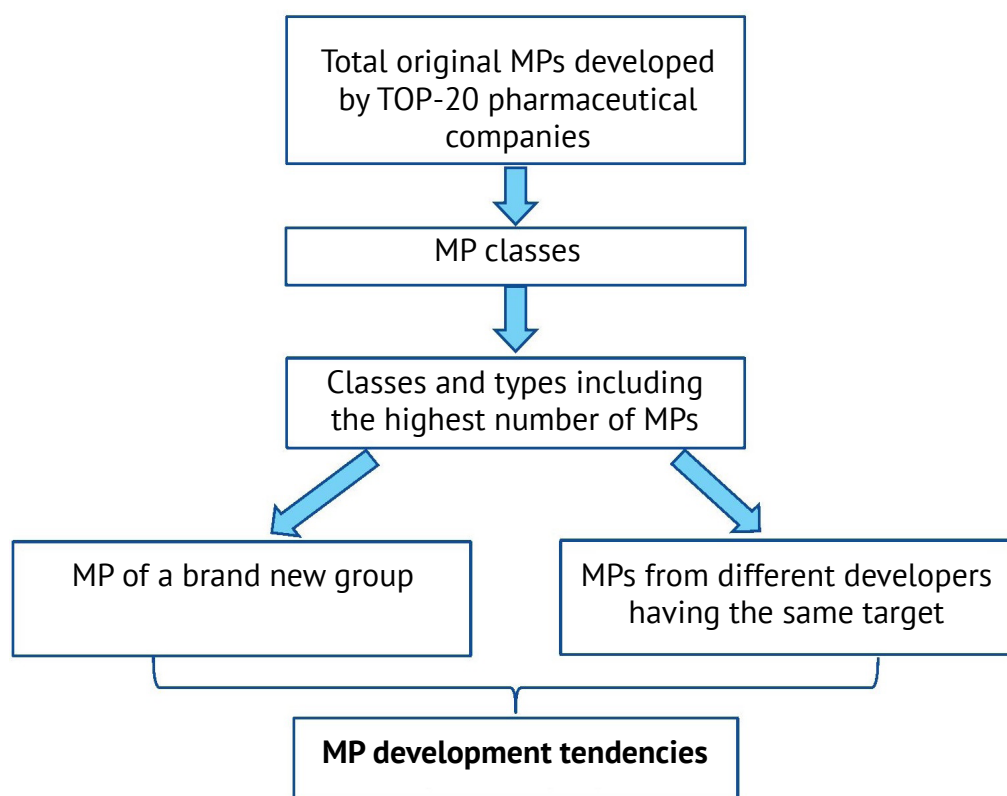 Total original MPs developed
by TOP-20 pharmaceutical
companies
MP classes
Classes and types including
the highest number of MPs
MP of a brand new group
MPs from different developers
having the same target
MP development tendencies